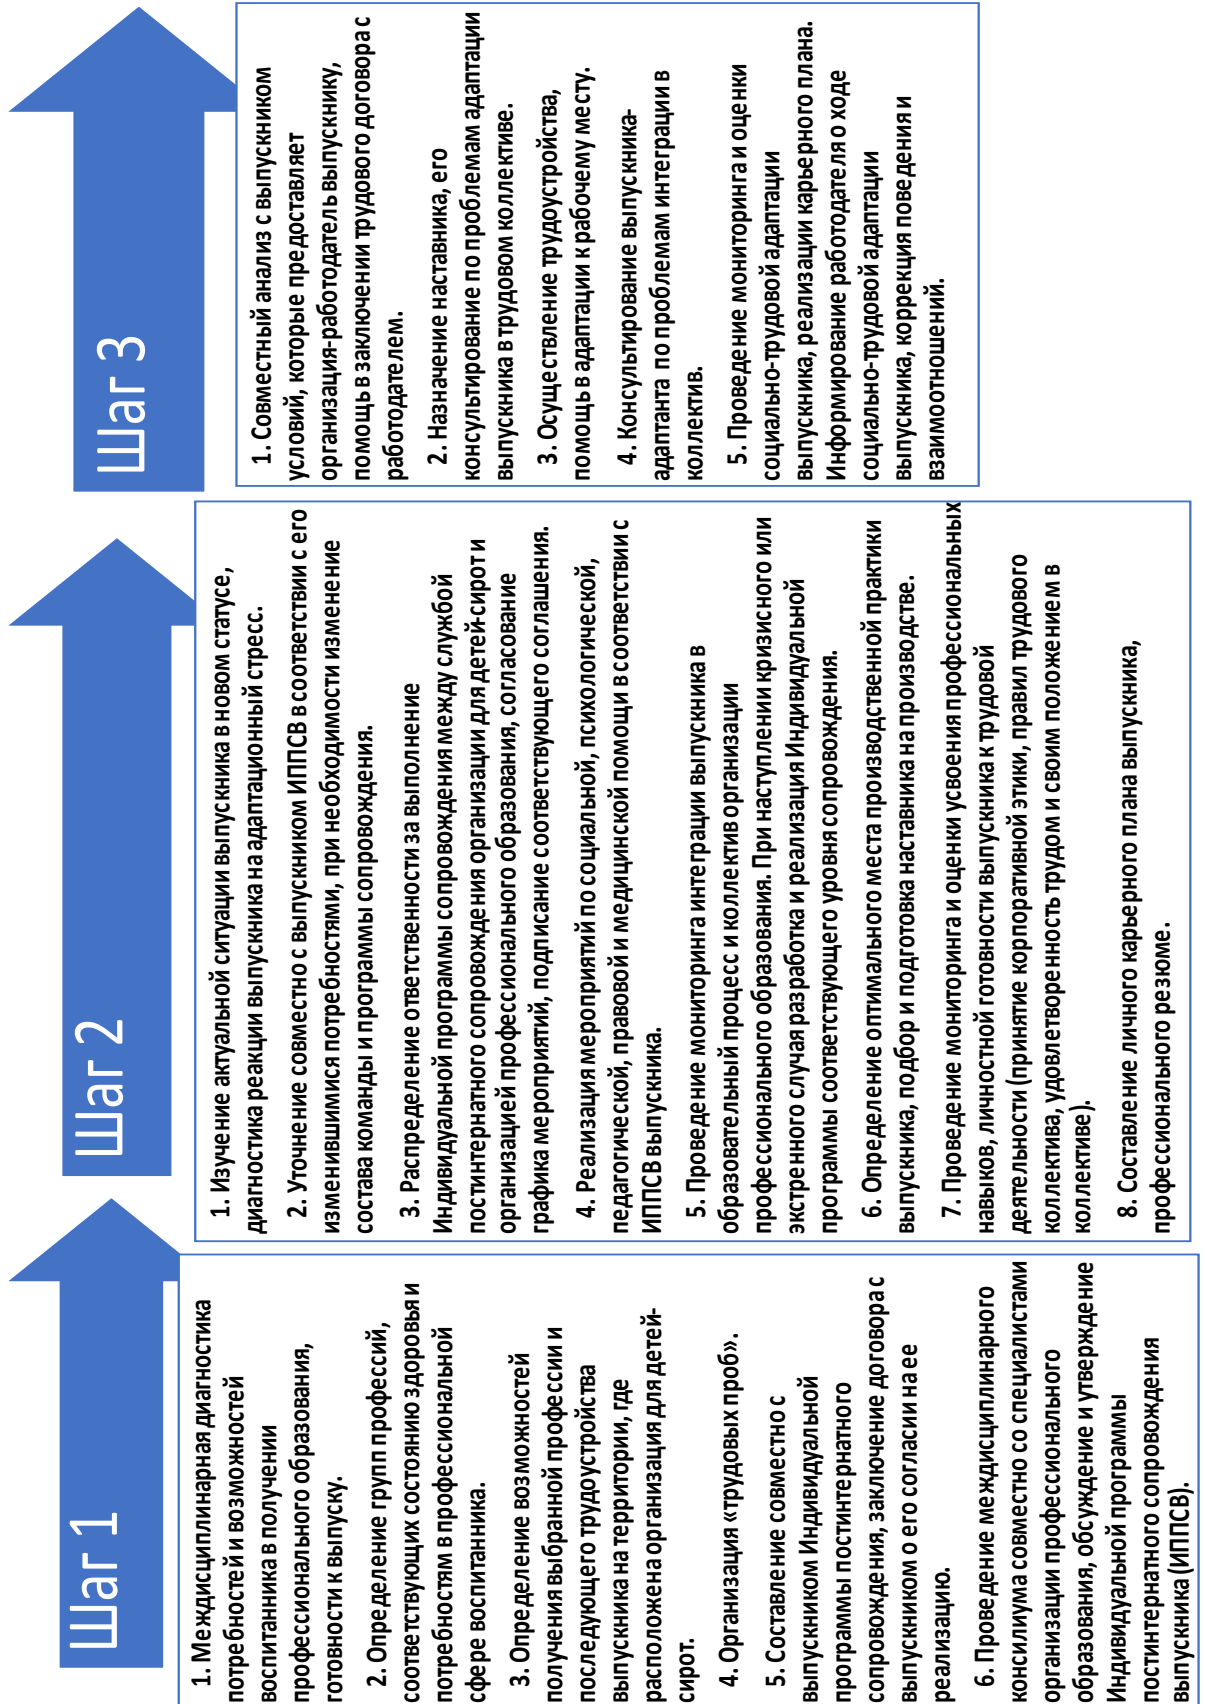 Шаг 1
1. Междисциплинарная диагностика
потребностей и возможностей
воспитанника в получении
профессионального образования,
готовности к выпуску.
2. Определение групп профессий,
соответствующих состоянию здоровья и
потребностям в профессиональной
сфере воспитанника.
3. Определение возможностей
получения выбранной профессии и
последующего трудоустройства
выпускника на территории, где
расположена организация для детей-
сирот.
4. Организация «трудовых проб».
5. Составление совместно с
выпускником Индивидуальной
программы постинтернатного
сопровождения, заключение договора с
выпускником о его согласии на ее
реализацию.
6. Проведение междисциплинарного
консилиума совместно со специалистами
организации профессионального
образования, обсуждение и утверждение
Индивидуальной программы
постинтернатного сопровождения
выпускника (ИППСВ).
Шаг 2
1. Изучение актуальной ситуации выпускника в новом статусе,
диагностика реакции выпускника на адаптационный стресс.
2. Уточнение совместно с выпускником ИППСВ в соответствии с его
изменившимися потребностями, при необходимости изменение
состава команды и программы сопровождения.
3. Распределение ответственности за выполнение
Индивидуальной программы сопровождения между службой
постинтернатного сопровождения организации для детей-сирот и
организацией профессионального образования, согласование
графика мероприятий, подписание соответствующего соглашения.
4. Реализация мероприятий по социальной, психологической,
педагогической, правовой и медицинской помощи в соответствии с
ИППСВ выпускника.
5. Проведение мониторинга интеграции выпускника в
образовательный процесс и коллектив организации
профессионального образования. При наступлении кризисного или
экстренного случая разработка и реализация Индивидуальной
программы соответствующего уровня сопровождения.
6. Определение оптимального места производственной практики
выпускника, подбор и подготовка наставника на производстве.
7. Проведение мониторинга и оценки усвоения профессиональных
навыков, личностной готовности выпускника к трудовой
деятельности (принятие корпоративной этики, правил трудового
коллектива, удовлетворенность трудом и своим положением в
коллективе).
8. Составление личного карьерного плана выпускника,
профессионального резюме.
Шаг 3
1. Совместный анализ с выпускником
условий, которые предоставляет
организация-работодатель выпускнику,
помощь в заключении трудового договора с
работодателем.
2. Назначение наставника, его
консультирование по проблемам адаптации
выпускника в трудовом коллективе.
3. Осуществление трудоустройства,
помощь в адаптации к рабочему месту.
4. Консультирование выпускника-
адаптанта по проблемам интеграции в
коллектив.
5. Проведение мониторинга и оценки
социально-трудовой адаптации
выпускника, реализации карьерного плана.
Информирование работодателя о ходе
социально-трудовой адаптации
выпускника, коррекция поведения и
взаимоотношений.